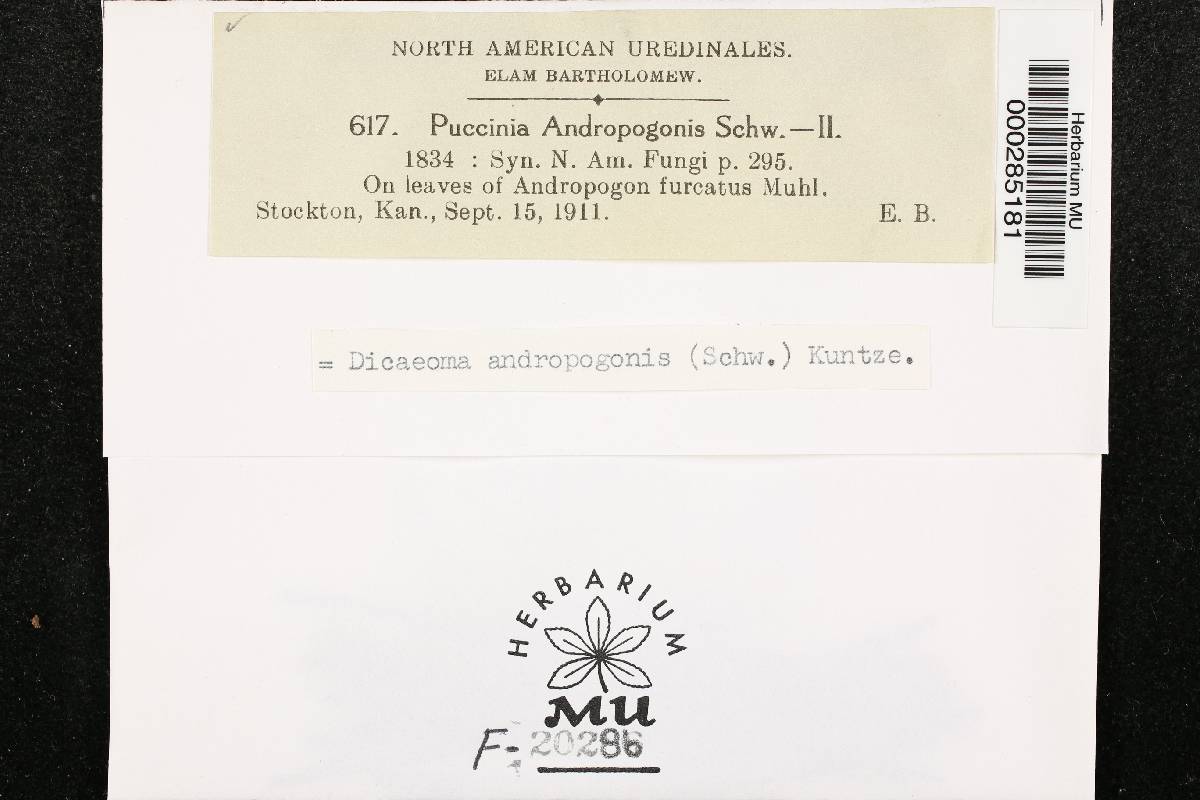 NORTH AMERICAN UREDINALES.
ELAM BARTHOLOMEW.
617. Puccinia Andropogonis Schw.—II.
1834 : Syn. N. Am. Fungi p. 295.
On leaves of Andropogon furcatus Muhl.
Stockton, Kan., Sept. 15, 1911. E. B.
Herbarium MU
000285181
= Dicaeoma andropogonis (Schw.) Kuntze.
HERBARIUM
MU
F- 20286